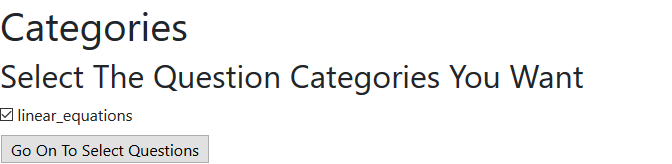 Categories
Select The Question Categories You Want
linear_equations
Go On To Select Questions